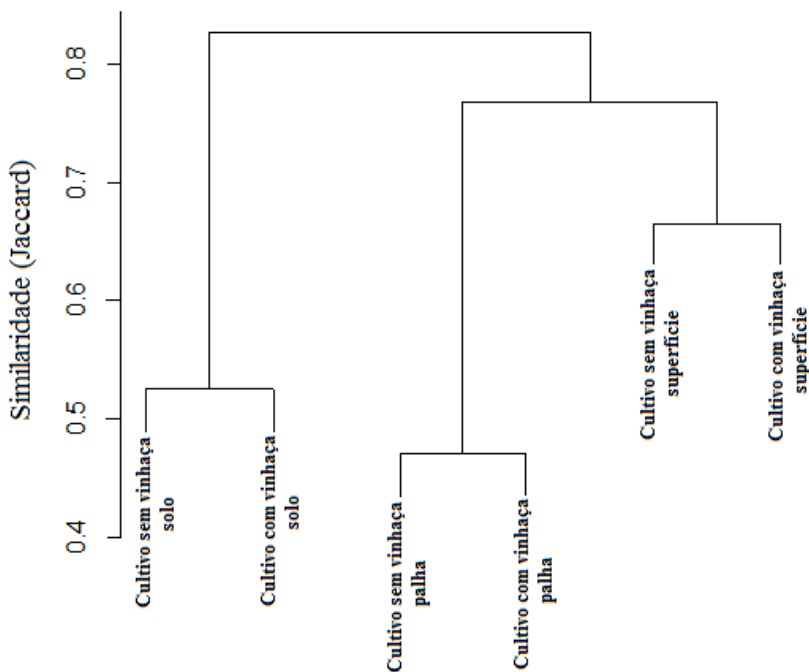 Similaridade (Jaccard)
0.8
0.7
0.6
0.5
0.4
Cultivo sem vinhaça
solo
Cultivo com vinhaça
solo
Cultivo sem vinhaça
palha
Cultivo com vinhaça
palha
Cultivo sem vinhaça
superfície
Cultivo com vinhaça
superfície